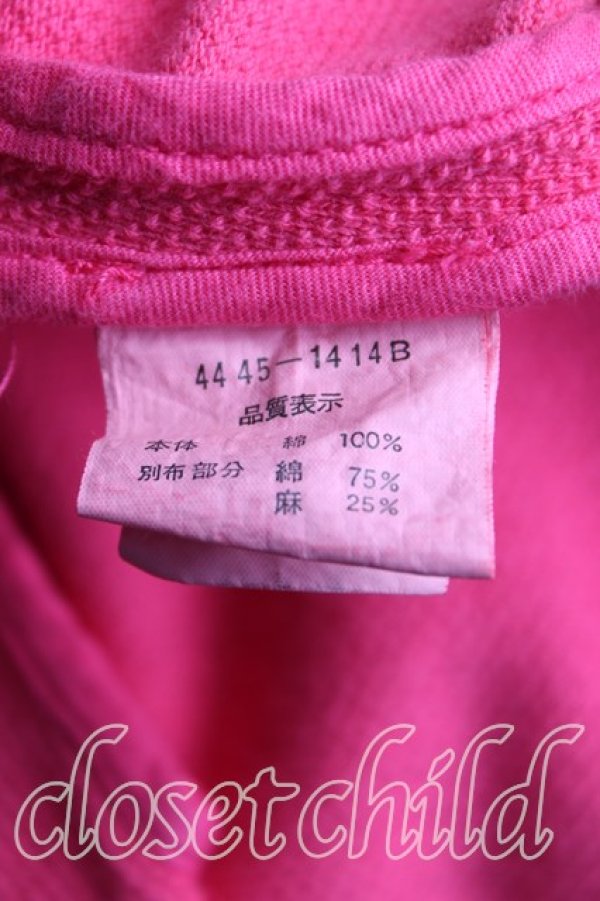 4445-1414B
品質表示
本体 綿 100%
別布部分 綿 75%
麻 25%
closetchild